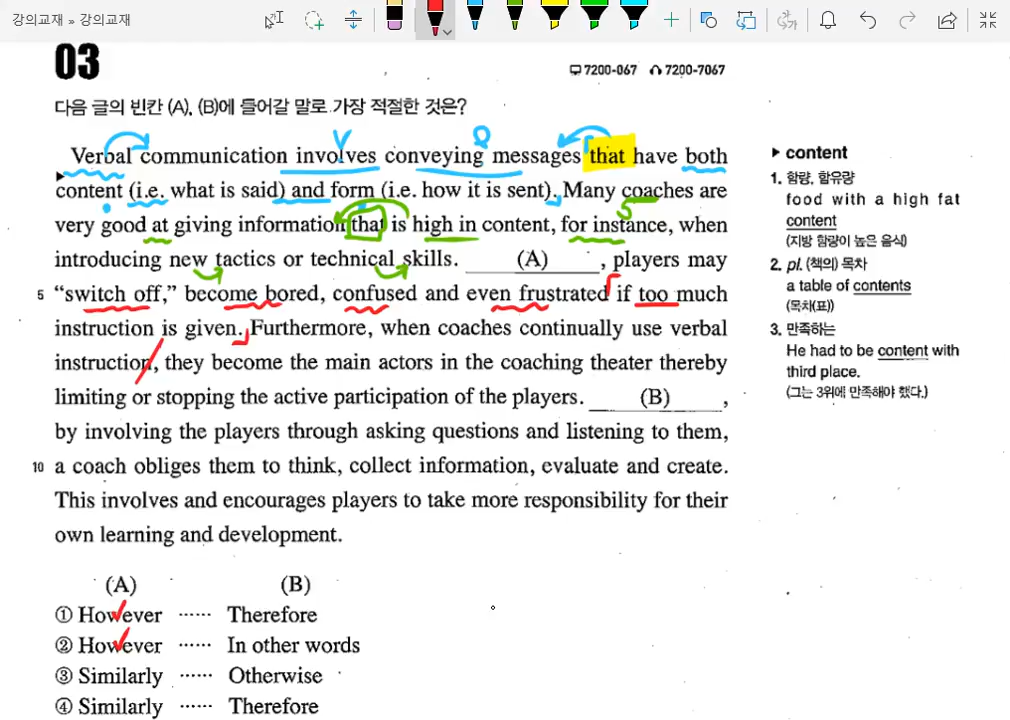 강의교재 » 강의교재
03
7200-067 7200-7067
다음 글의 빈칸 (A), (B)에 들어갈 말로 가장 적절한 것은?
V
Verbal communication involves conveying messages that have both
content (i.e. what is said) and form (i.e. how it is sent). Many coaches are
S
very good at giving information that is high in content, for instance, when
introducing new tactics or technical skills. (A) , players may
5 “switch off,” become bored, confused and even frustrated if too much
instruction is given. Furthermore, when coaches continually use verbal
instruction, they become the main actors in the coaching theater thereby
limiting or stopping the active participation of the players. (B) ,
by involving the players through asking questions and listening to them,
10 a coach obliges them to think, collect information, evaluate and create.
This involves and encourages players to take more responsibility for their
own learning and development.
(A) (B)
① However ······ Therefore
② However ······ In other words
③ Similarly ······ Otherwise
④ Similarly ······ Therefore
▶ content
1. 함량, 함유량
food with a high fat
content
(지방 함량이 높은 음식)
2. pl. (책의) 목차
a table of contents
(목차(표))
3. 만족하는
He had to be content with
third place.
(그는 3위에 만족해야 했다.)